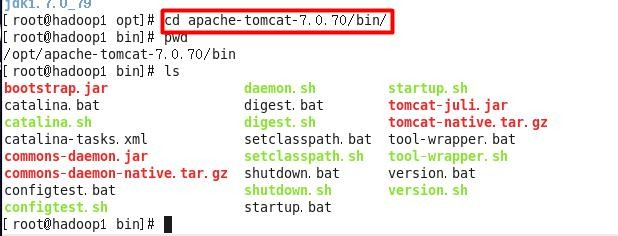 jdk1.7.0_79
[root@hadoop1 opt]# cd apache-tomcat-7.0.70/bin/
[root@hadoop1 bin]# pwd
/opt/apache-tomcat-7.0.70/bin
[root@hadoop1 bin]# ls
bootstrap.jar daemon.sh startup.sh
catalina.bat digest.bat tomcat-juli.jar
catalina.sh digest.sh tomcat-native.tar.gz
catalina-tasks.xml setclasspath.bat tool-wrapper.bat
commons-daemon.jar setclasspath.sh tool-wrapper.sh
commons-daemon-native.tar.gz shutdown.bat version.bat
configtest.bat shutdown.sh version.sh
configtest.sh startup.bat
[root@hadoop1 bin]#